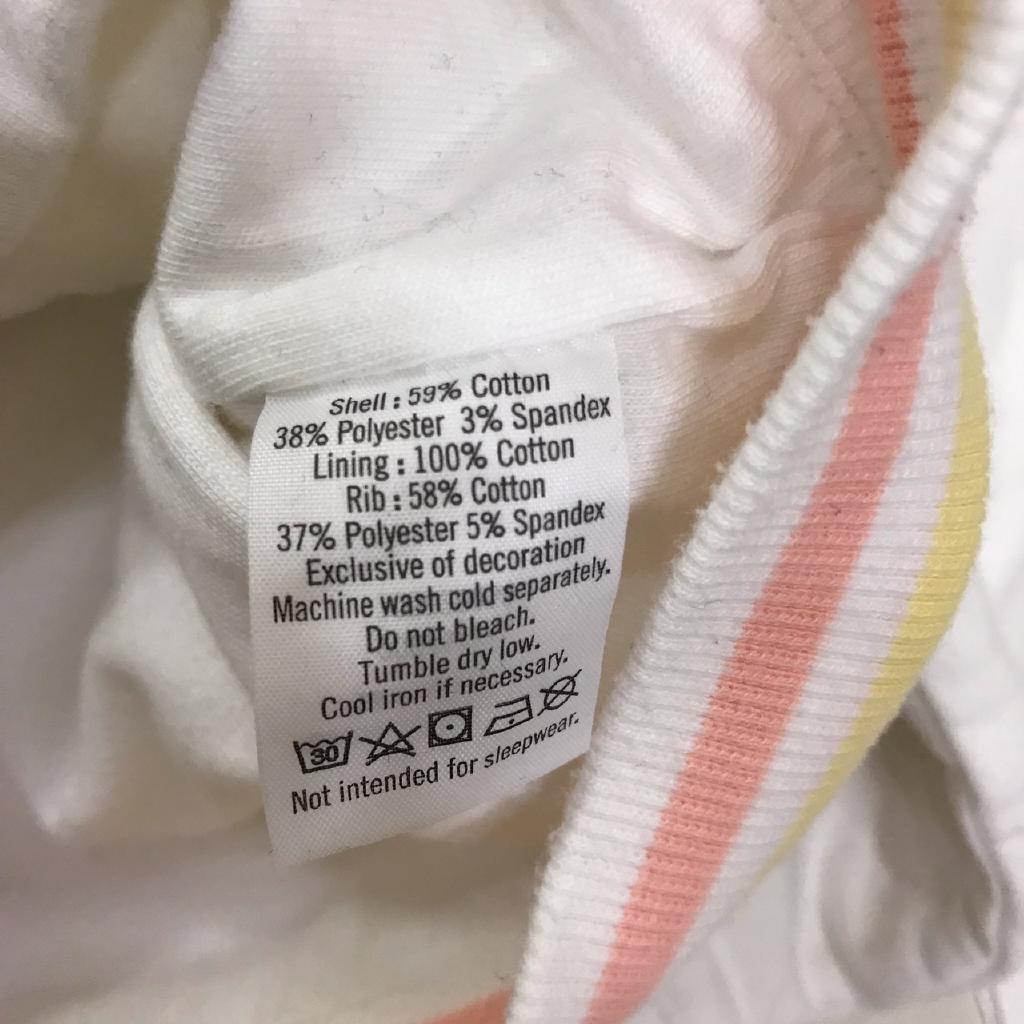 Shell : 59% Cotton
38% Polyester 3% Spandex
Lining : 100% Cotton
Rib : 58% Cotton
37% Polyester 5% Spandex
Exclusive of decoration
Machine wash cold separately.
Do not bleach.
Tumble dry low.
Cool iron if necessary.
30
Not intended for sleepwear.